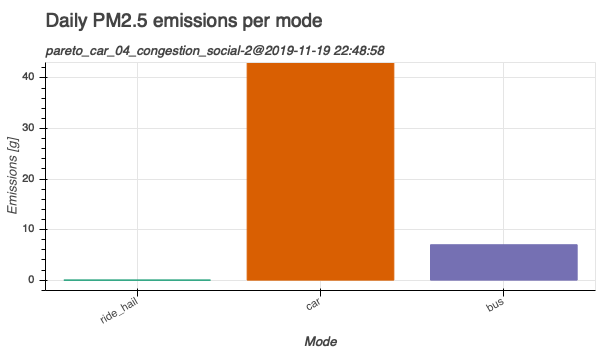 Daily PM2.5 emissions per mode
pareto_car_04_congestion_social-2@2019-11-19 22:48:58
Emissions [g]
40
30
20
10
0
ride_hail
car
bus
Mode